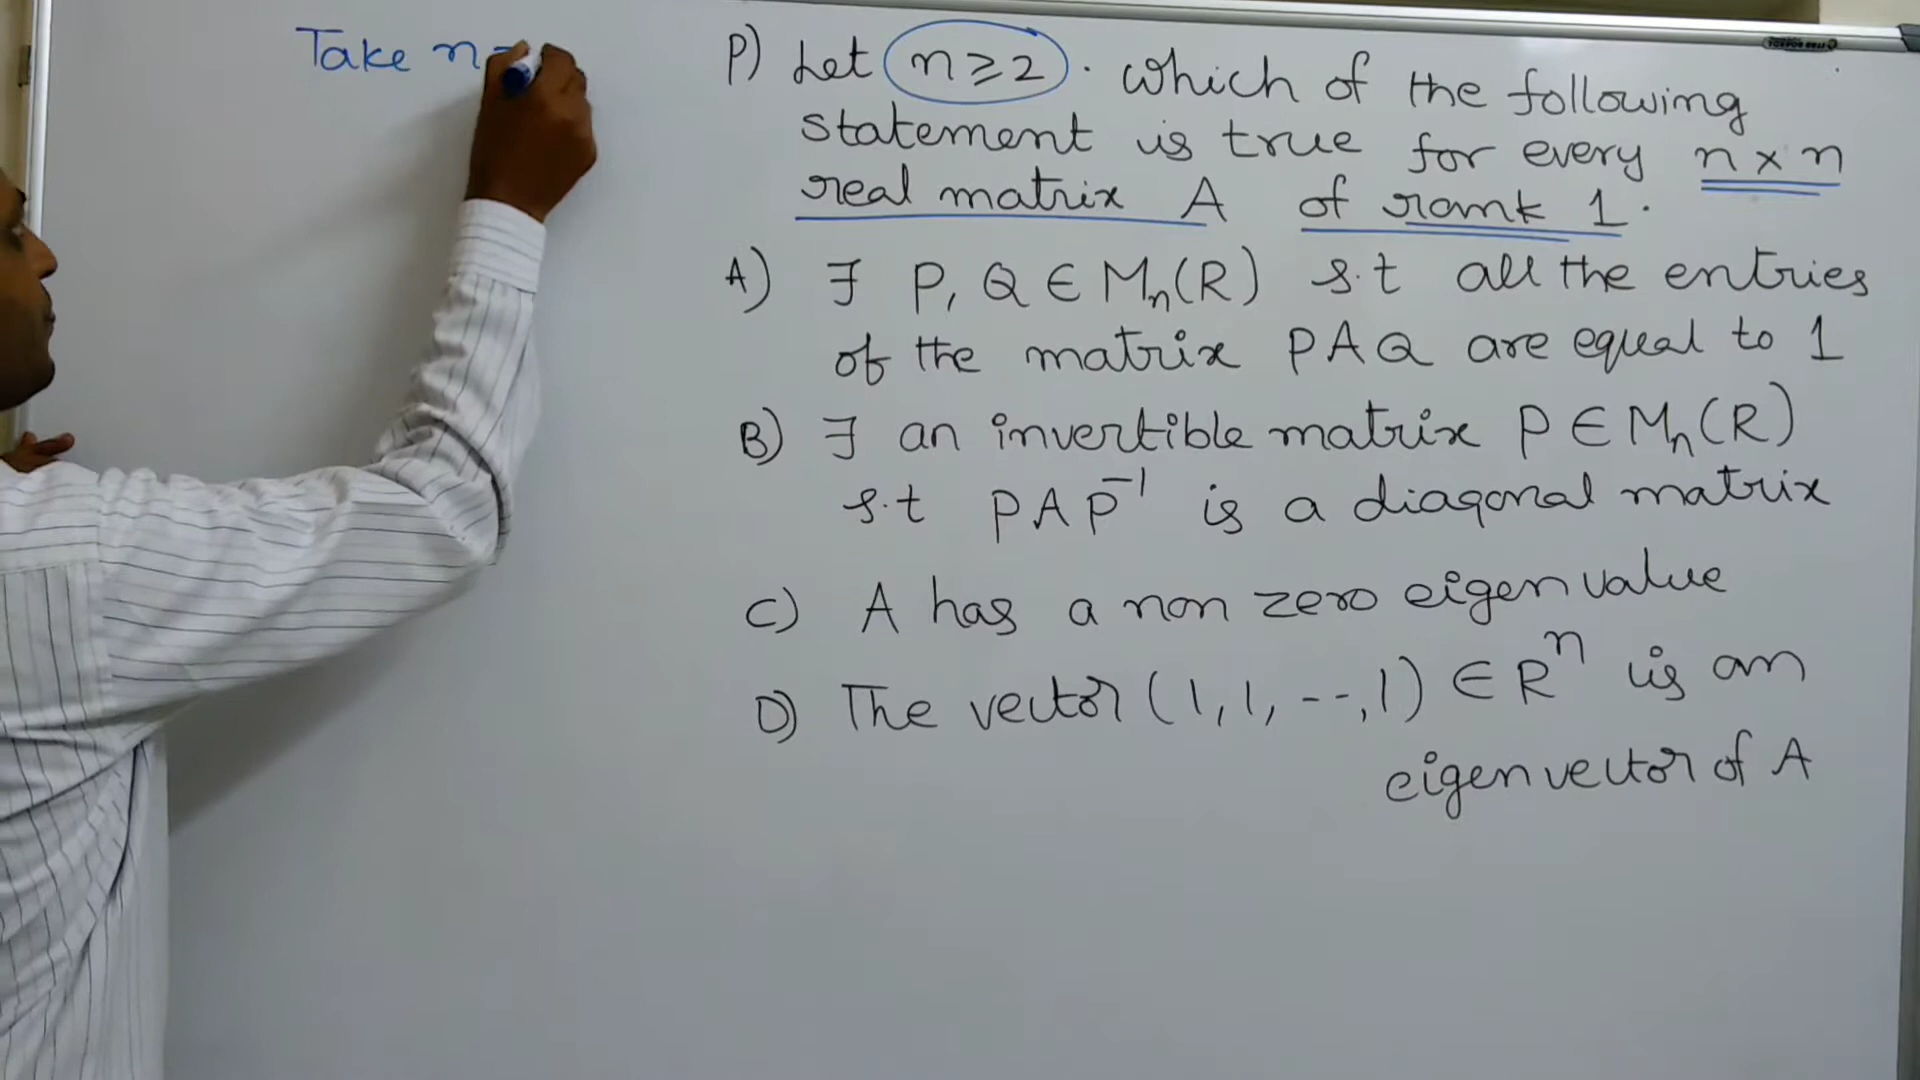 Take n=
P) Let n ≥ 2. Which of the following
statement is true for every n x n
real matrix A of rank 1.
A) ∃ P, Q ∈ Mₙ(R) s.t all the entries
of the matrix PAQ are equal to 1
B) ∃ an invertible matrix P ∈ Mₙ(R)
s.t PAP⁻¹ is a diagonal matrix
C) A has a non zero eigen value
D) The vector (1, 1, --, 1) ∈ Rⁿ is an
eigen vector of A